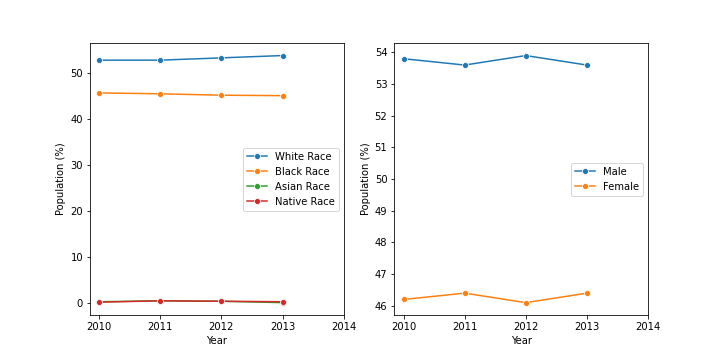 50
40
30
20
10
0
Population (%)
2010 2011 2012 2013 2014
Year
White Race
Black Race
Asian Race
Native Race
54
53
52
51
50
49
48
47
46
Population (%)
2010 2011 2012 2013 2014
Year
Male
Female